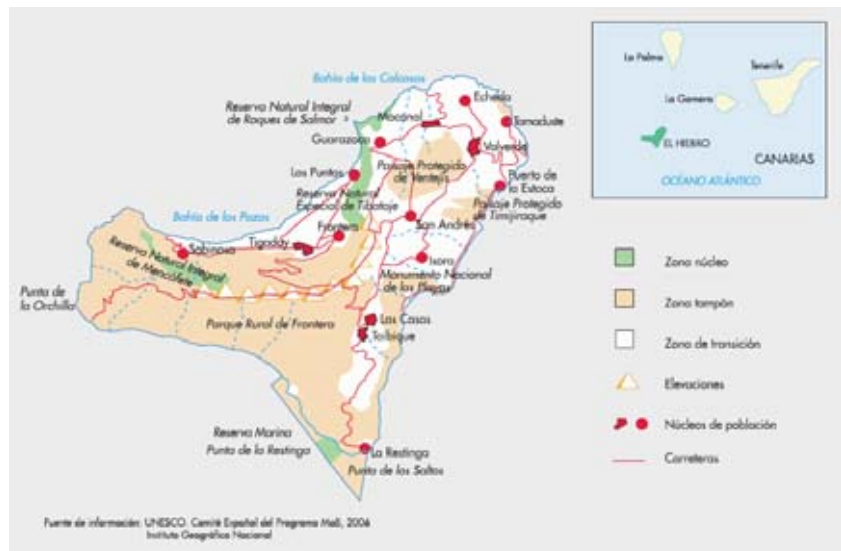 Bahía de los Calcosas
Echedo
Reserva Natural Integral
de Roques de Salmor
Mocanal
Tamaduste
Guarazoca
Valverde
Paisaje Protegido
de Ventejís
Las Puntas
Puerto de
la Estaca
Reserva Natural
Especial de Tibataje
Paisaje Protegido
de Timijiraque
Bahía de los Pozos
San Andrés
Frontera
Tigaday
Sabinosa
Isora
Reserva Natural Integral
de Mencáfete
Monumento Nacional
de las Playas
Punta de
la Orchilla
Las Casas
Parque Rural de Frontera
Taibique
Reserva Marina
Punta de la Restinga
La Restinga
Punta de los Saltos
La Palma
Tenerife
La Gomera
EL HIERRO
CANARIAS
OCÉANO ATLÁNTICO
Zona núcleo
Zona tampón
Zona de transición
Elevaciones
Núcleos de población
Carreteras
Fuente de información: UNESCO. Comité Español del Programa MaB, 2006
Instituto Geográfico Nacional